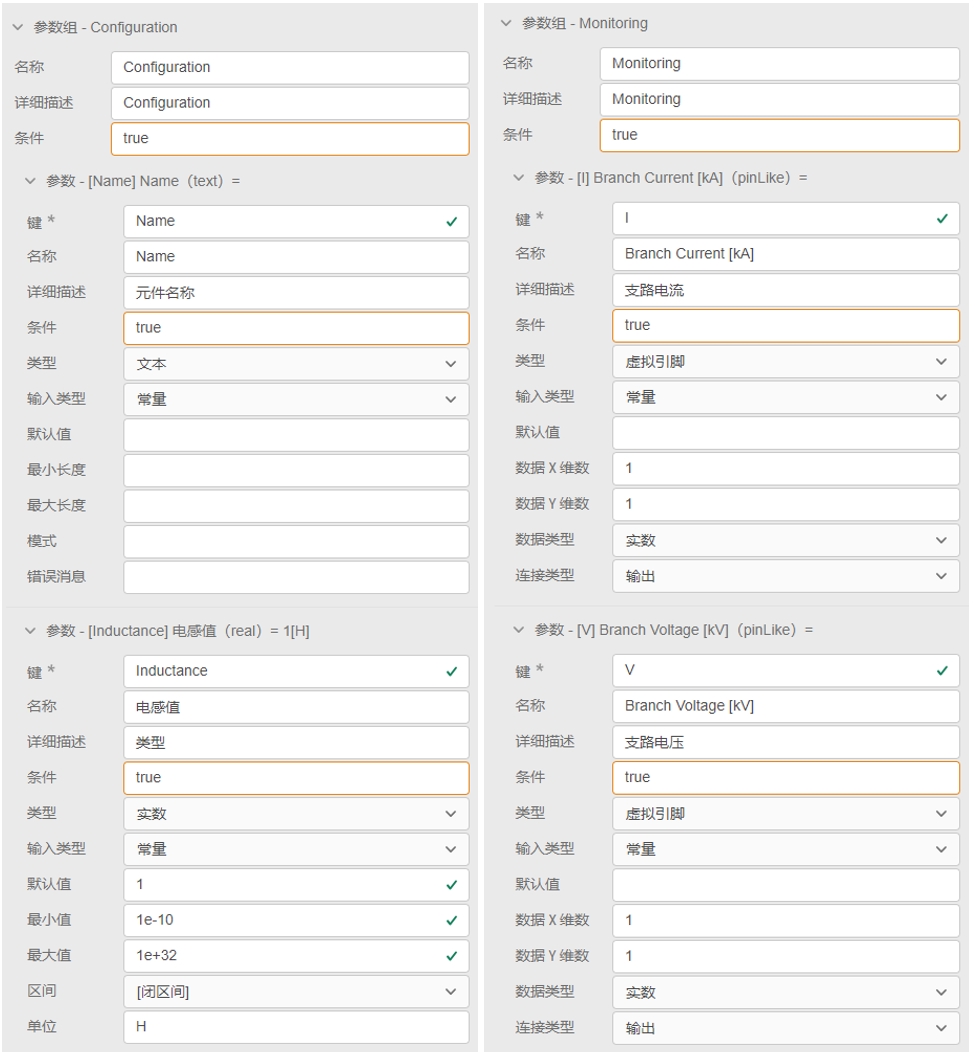 参数组 - Configuration
名称 Configuration
详细描述 Configuration
条件 true
参数 - [Name] Name（text）=
键 * Name
名称 Name
详细描述 元件名称
条件 true
类型 文本
输入类型 常量
默认值
最小长度
最大长度
模式
错误消息
参数 - [Inductance] 电感值（real）= 1[H]
键 * Inductance
名称 电感值
详细描述 类型
条件 true
类型 实数
输入类型 常量
默认值 1
最小值 1e-10
最大值 1e+32
区间 [闭区间]
单位 H
参数组 - Monitoring
名称 Monitoring
详细描述 Monitoring
条件 true
参数 - [I] Branch Current [kA]（pinLike）=
键 * I
名称 Branch Current [kA]
详细描述 支路电流
条件 true
类型 虚拟引脚
输入类型 常量
默认值
数据 X 维数 1
数据 Y 维数 1
数据类型 实数
连接类型 输出
参数 - [V] Branch Voltage [kV]（pinLike）=
键 * V
名称 Branch Voltage [kV]
详细描述 支路电压
条件 true
类型 虚拟引脚
输入类型 常量
默认值
数据 X 维数 1
数据 Y 维数 1
数据类型 实数
连接类型 输出